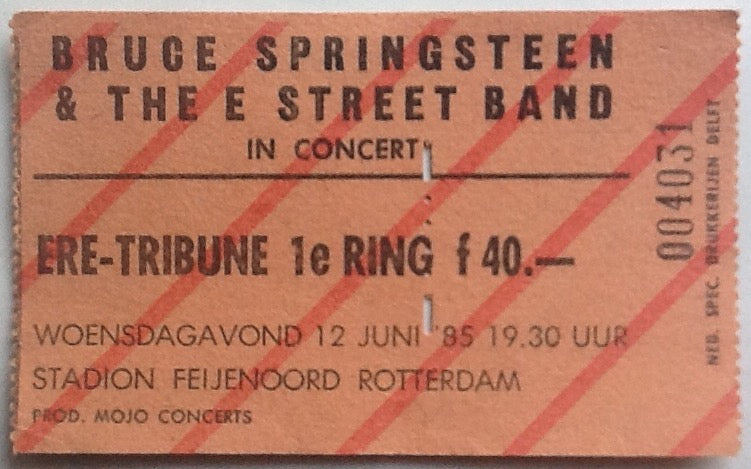 BRUCE SPRINGSTEEN
& THE E STREET BAND
IN CONCERT
ERE-TRIBUNE 1e RING f 40.—
WOENSDAGAVOND 12 JUNI '85 19.30 UUR
STADION FEIJENOORD ROTTERDAM
PROD. MOJO CONCERTS
004031
NED. SPEC. DRUKKERIJEN DELFT